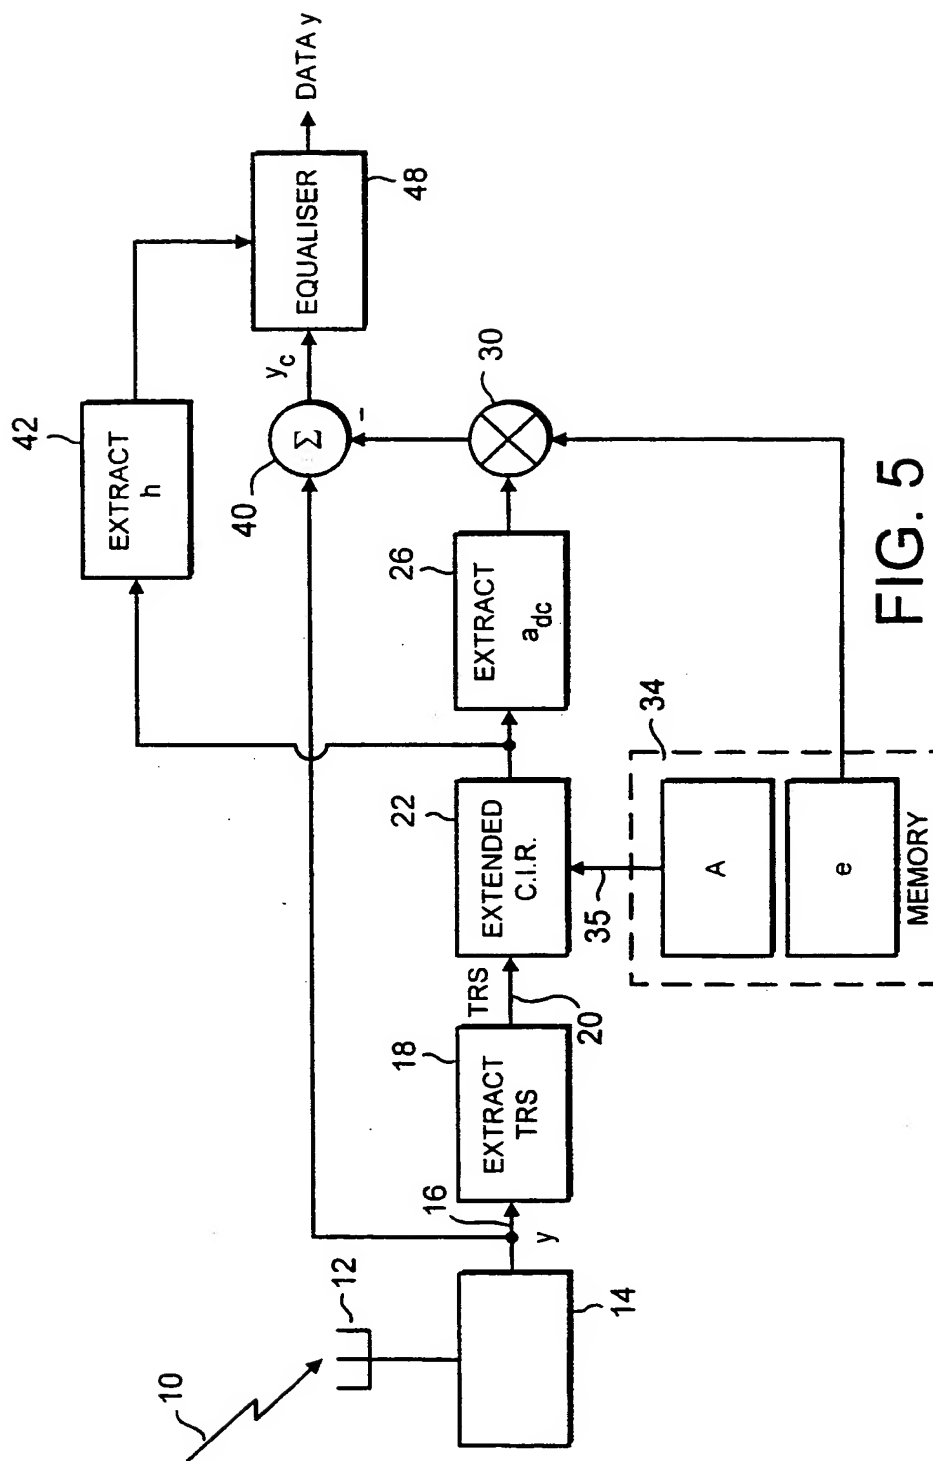 10
12
14
16
y
18
EXTRACT
TRS
TRS
20
22
EXTENDED
C.I.R.
35
34
A
e
MEMORY
26
EXTRACT
a_dc
30
-
40
Σ
y_c
42
EXTRACT
h
EQUALISER
48
DATA y
FIG. 5